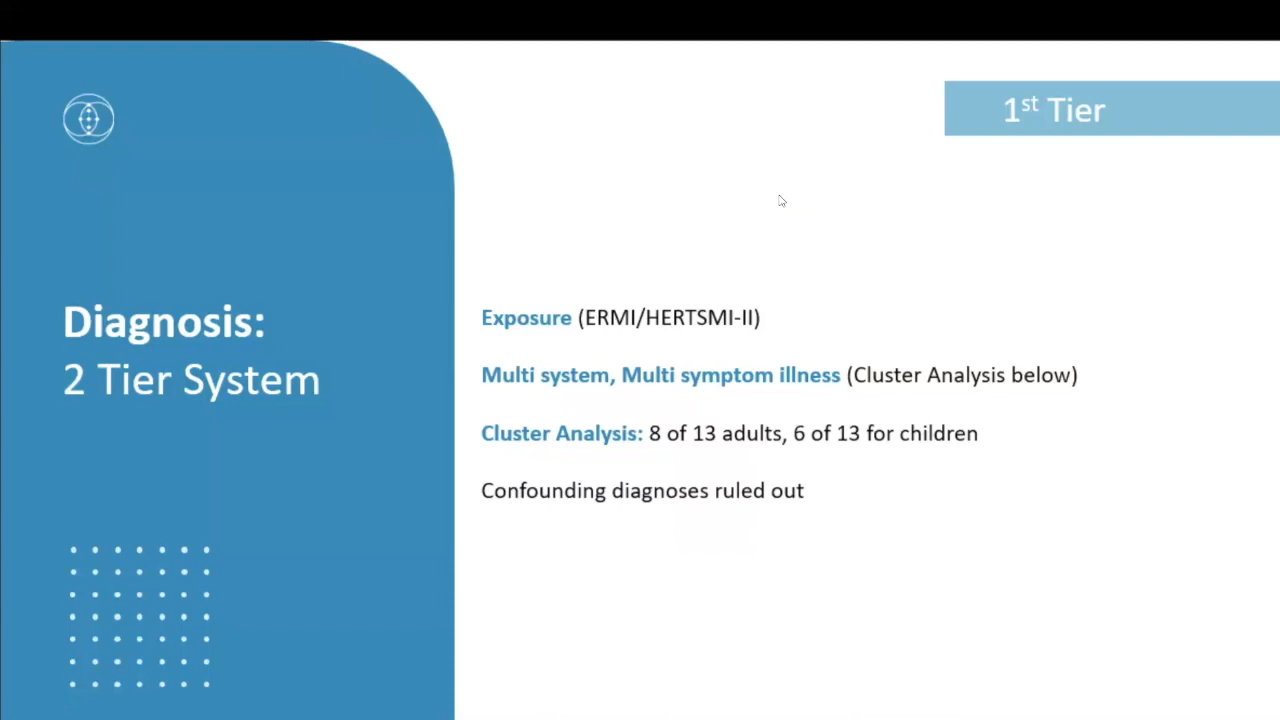 1st Tier
Diagnosis:
2 Tier System
Exposure (ERMI/HERTSMI-II)
Multi system, Multi symptom illness (Cluster Analysis below)
Cluster Analysis: 8 of 13 adults, 6 of 13 for children
Confounding diagnoses ruled out